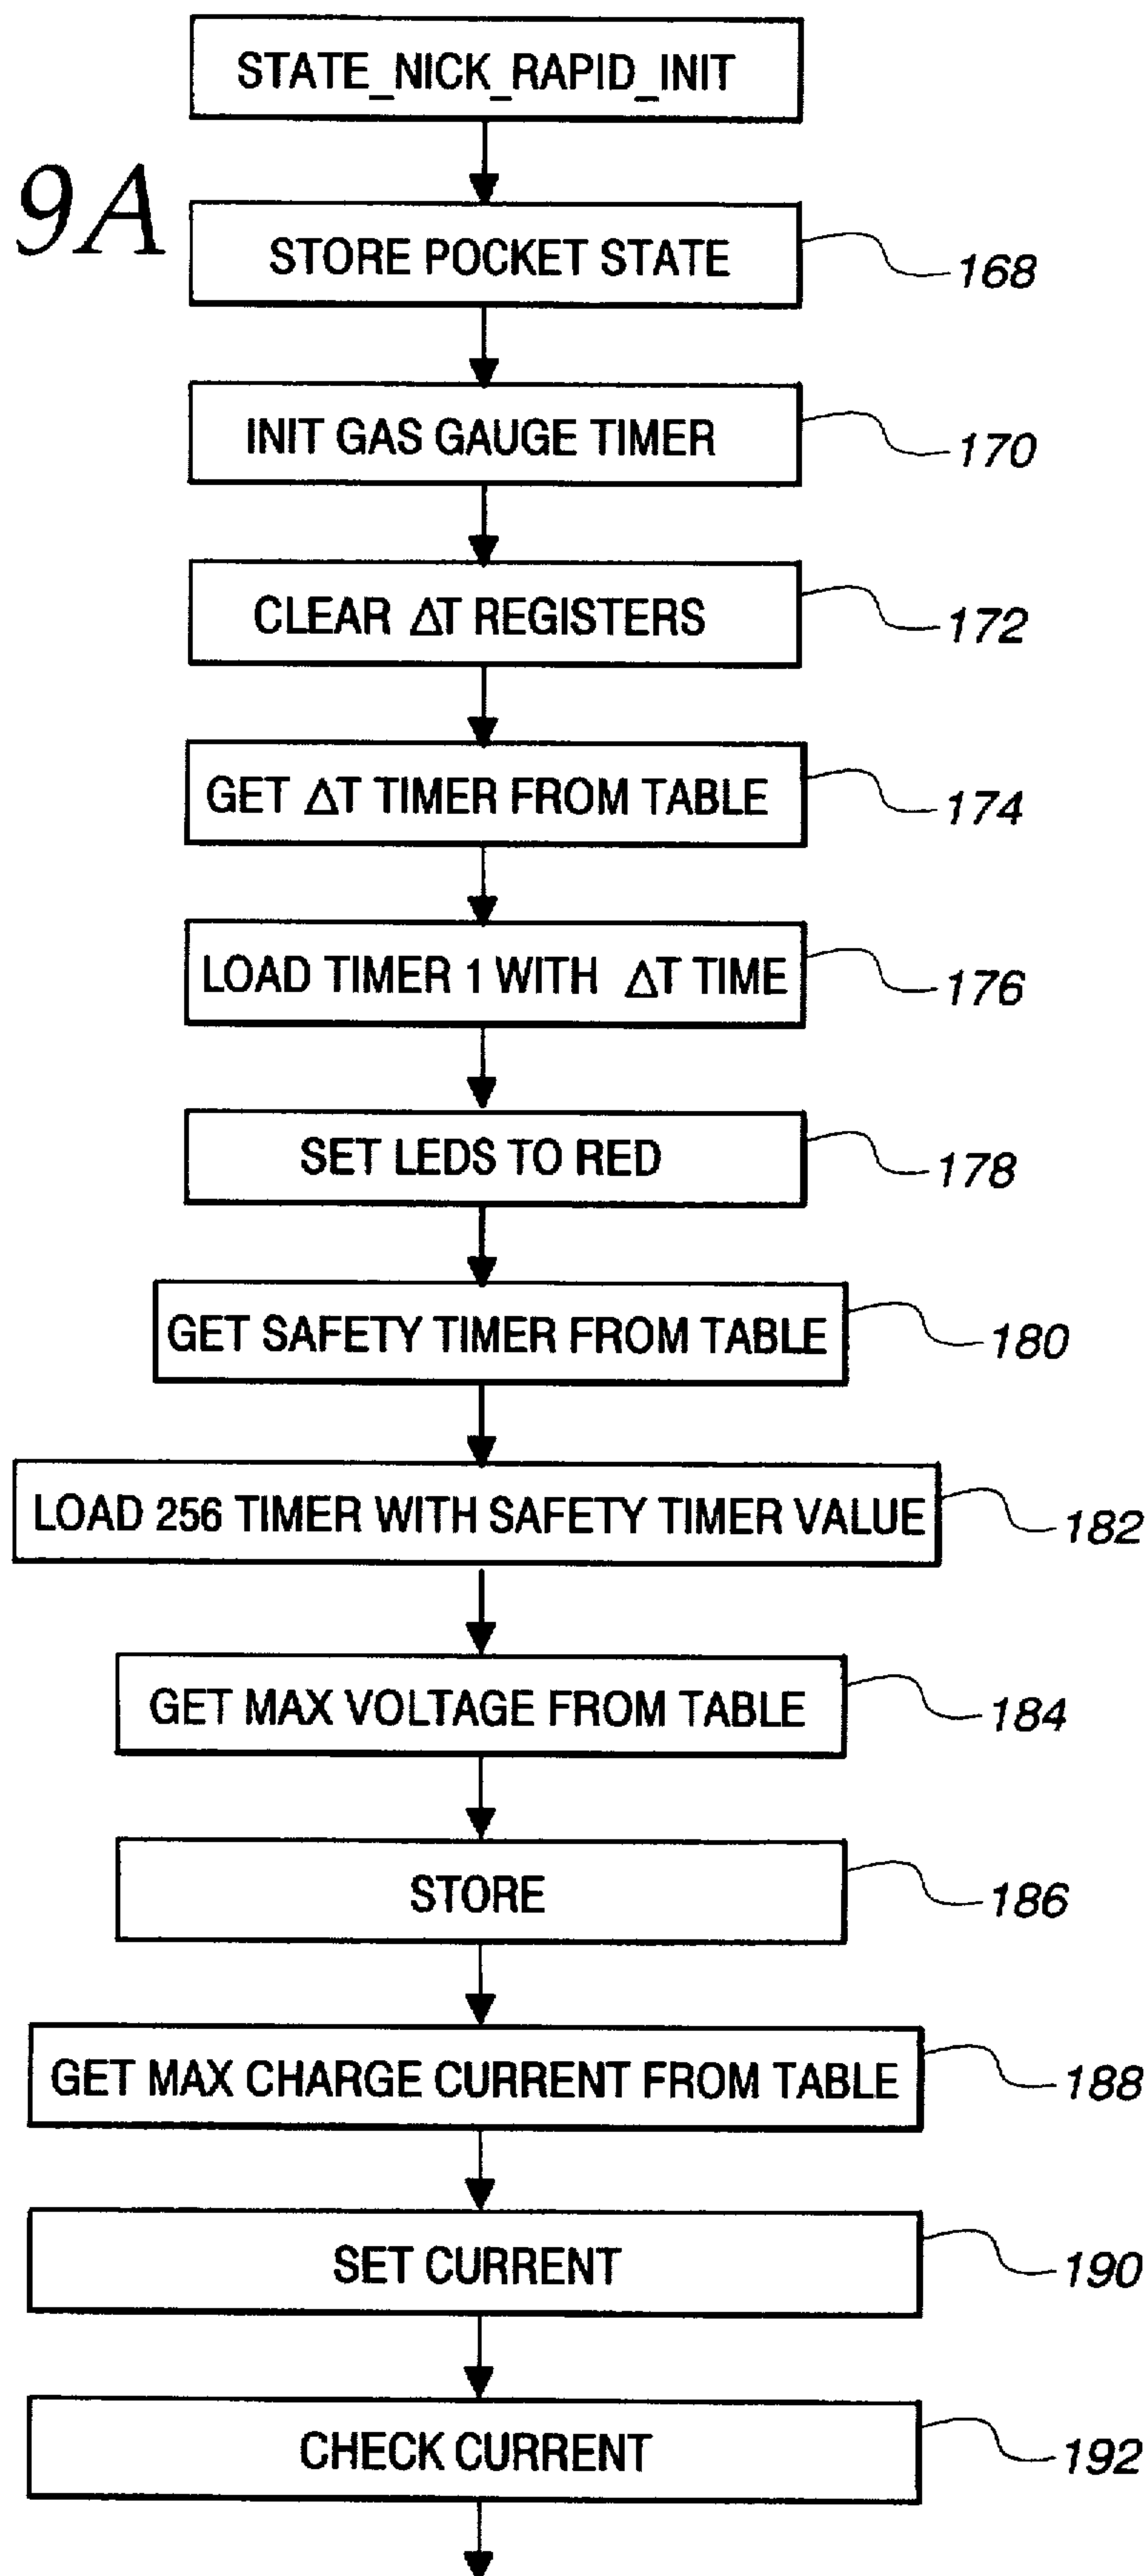 STATE_NICK_RAPID_INIT
9A
STORE POCKET STATE 168
INIT GAS GAUGE TIMER 170
CLEAR ΔT REGISTERS 172
GET ΔT TIMER FROM TABLE 174
LOAD TIMER 1 WITH ΔT TIME 176
SET LEDS TO RED 178
GET SAFETY TIMER FROM TABLE 180
LOAD 256 TIMER WITH SAFETY TIMER VALUE 182
GET MAX VOLTAGE FROM TABLE 184
STORE 186
GET MAX CHARGE CURRENT FROM TABLE 188
SET CURRENT 190
CHECK CURRENT 192